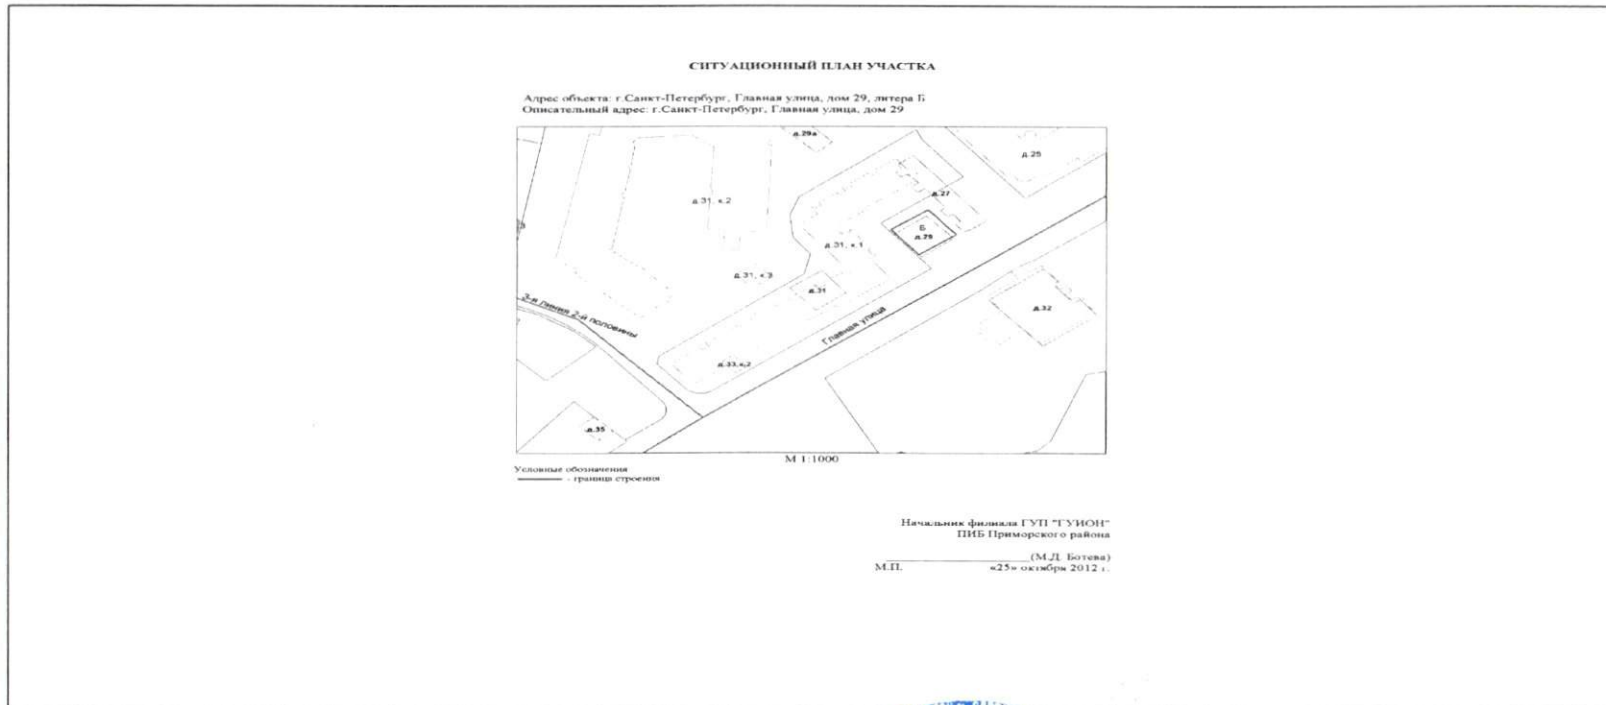 СИТУАЦИОННЫЙ ПЛАН УЧАСТКА
Адрес объекта: г.Санкт-Петербург, Главная улица, дом 29, литера Б
Описательный адрес: г.Санкт-Петербург, Главная улица, дом 29
д.29а
д.25
д.27
д.31, к.2
Б
д.29
д.31, к.1
д.31, к.3
д.31
3-я линия 2-й половины
Главная улица
д.32
д.33,к.2
д.35
М 1:1000
Условные обозначения
- граница строения
Начальник филиала ГУП "ГУИОН"
ПИБ Приморского района
(М.Д. Ботева)
М.П. «25» октября 2012 г.